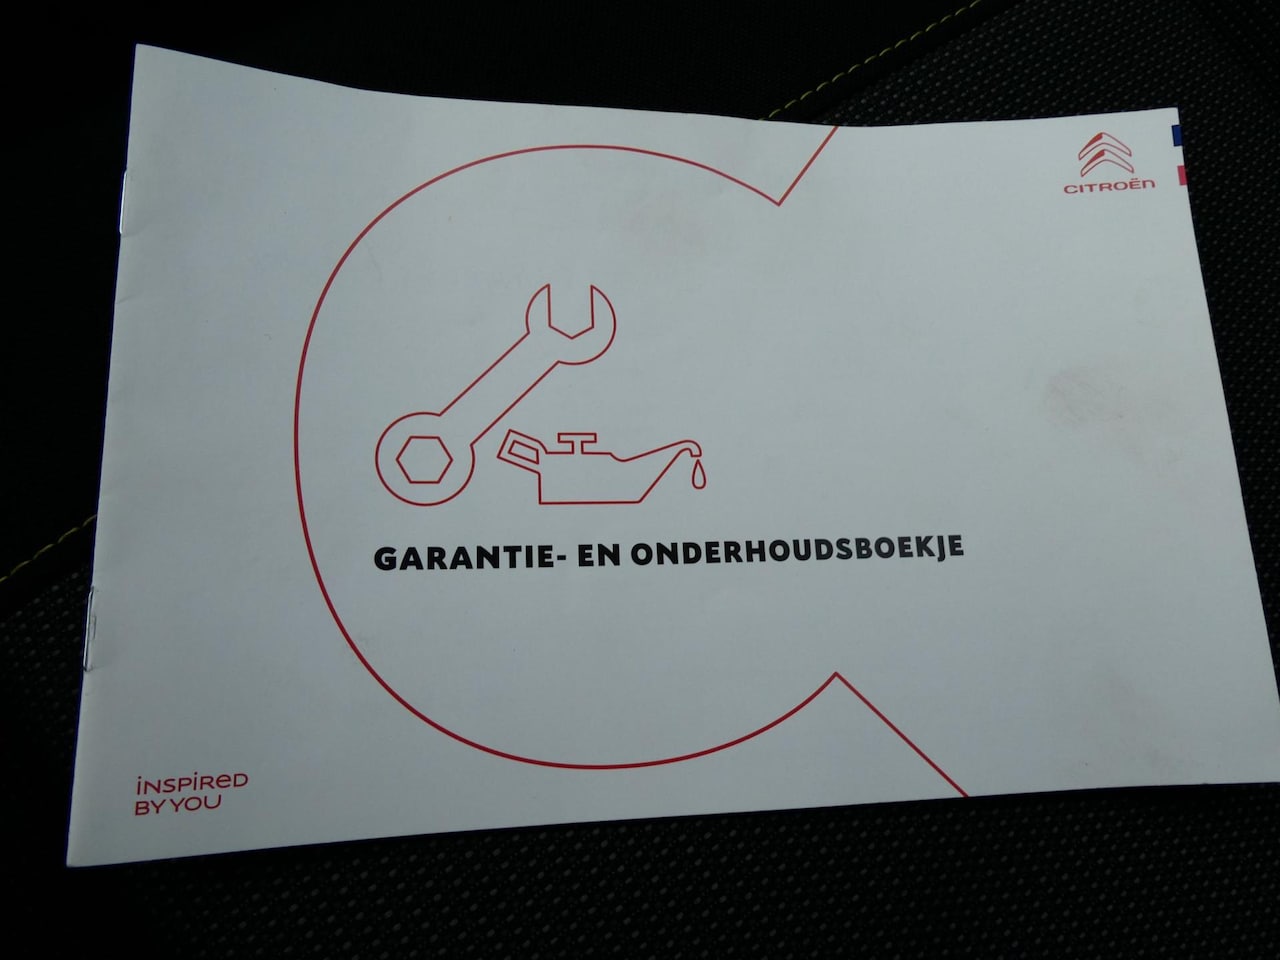 CITROËN
GARANTIE- EN ONDERHOUDSBOEKJE
INSPIRED
BY YOU